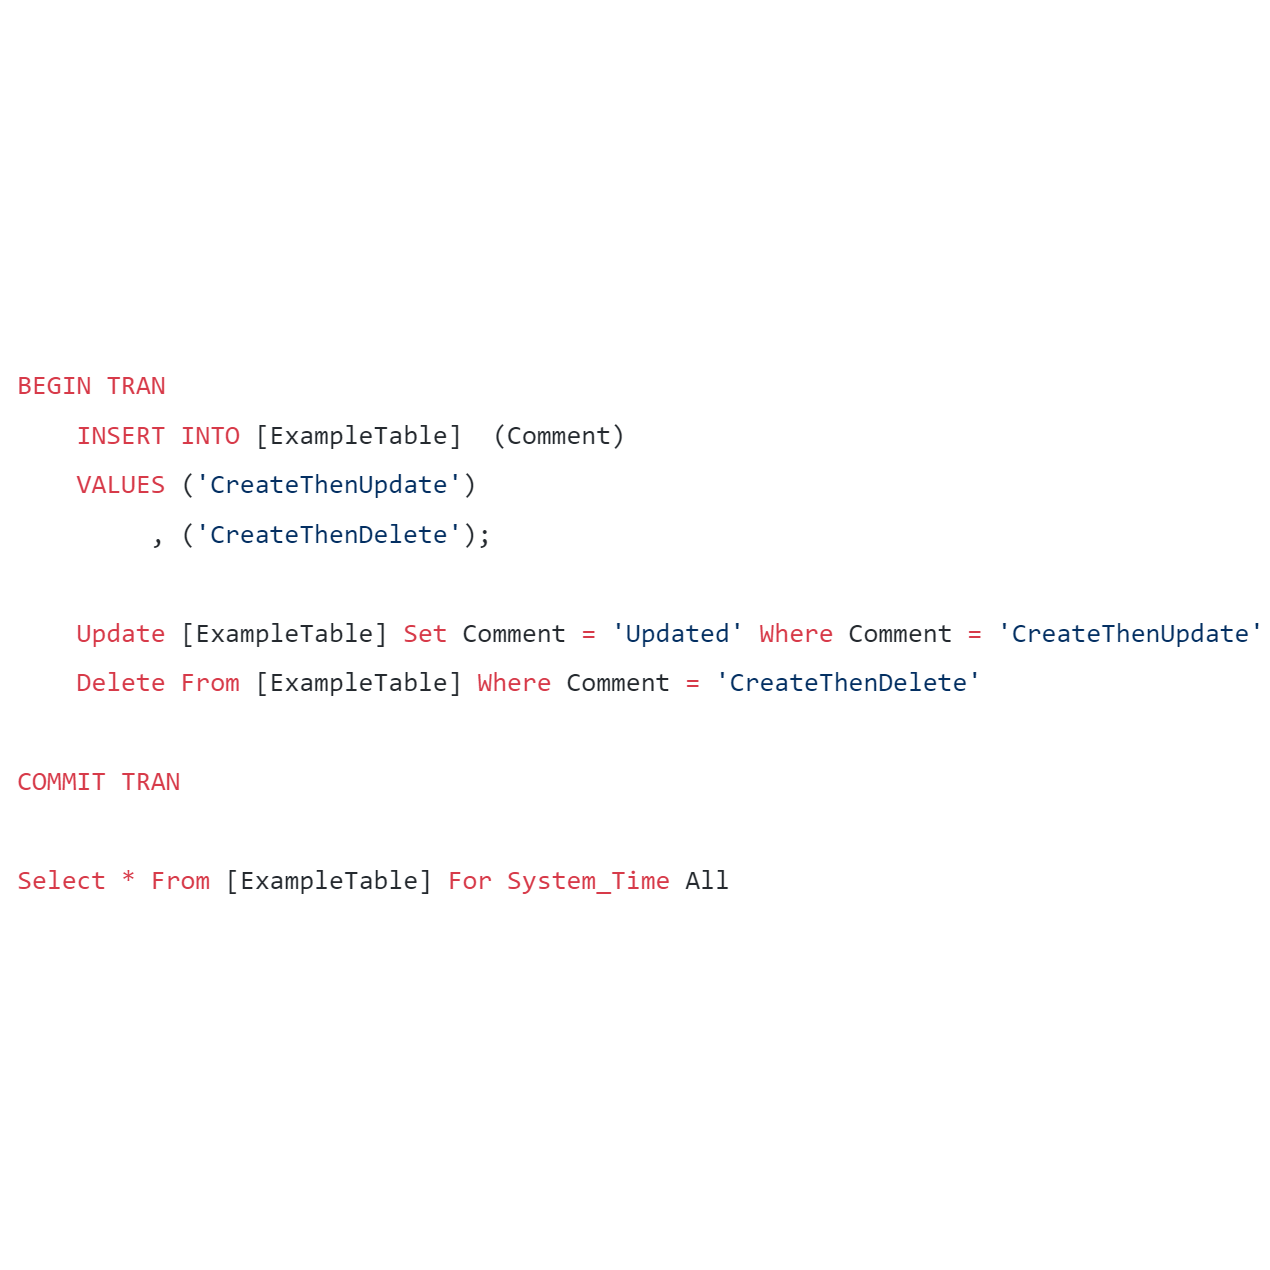 BEGIN TRAN
    INSERT INTO [ExampleTable]  (Comment)
    VALUES ('CreateThenUpdate')
         , ('CreateThenDelete');
    Update [ExampleTable] Set Comment = 'Updated' Where Comment = 'CreateThenUpdate'
    Delete From [ExampleTable] Where Comment = 'CreateThenDelete'
COMMIT TRAN
Select * From [ExampleTable] For System_Time All